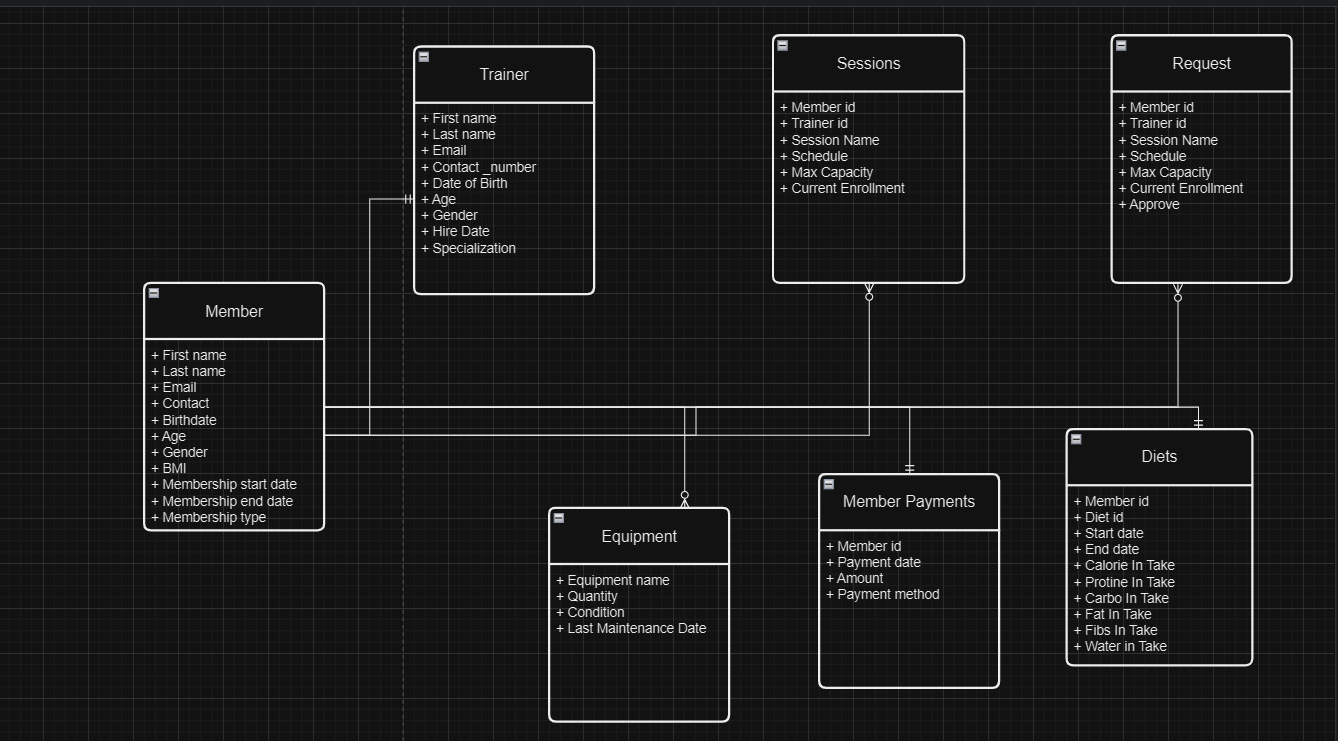 Trainer
+ First name
+ Last name
+ Email
+ Contact _number
+ Date of Birth
+ Age
+ Gender
+ Hire Date
+ Specialization
Sessions
+ Member id
+ Trainer id
+ Session Name
+ Schedule
+ Max Capacity
+ Current Enrollment
Request
+ Member id
+ Trainer id
+ Session Name
+ Schedule
+ Max Capacity
+ Current Enrollment
+ Approve
Member
+ First name
+ Last name
+ Email
+ Contact
+ Birthdate
+ Age
+ Gender
+ BMI
+ Membership start date
+ Membership end date
+ Membership type
Equipment
+ Equipment name
+ Quantity
+ Condition
+ Last Maintenance Date
Member Payments
+ Member id
+ Payment date
+ Amount
+ Payment method
Diets
+ Member id
+ Diet id
+ Start date
+ End date
+ Calorie In Take
+ Protine In Take
+ Carbo In Take
+ Fat In Take
+ Fibs In Take
+ Water in Take